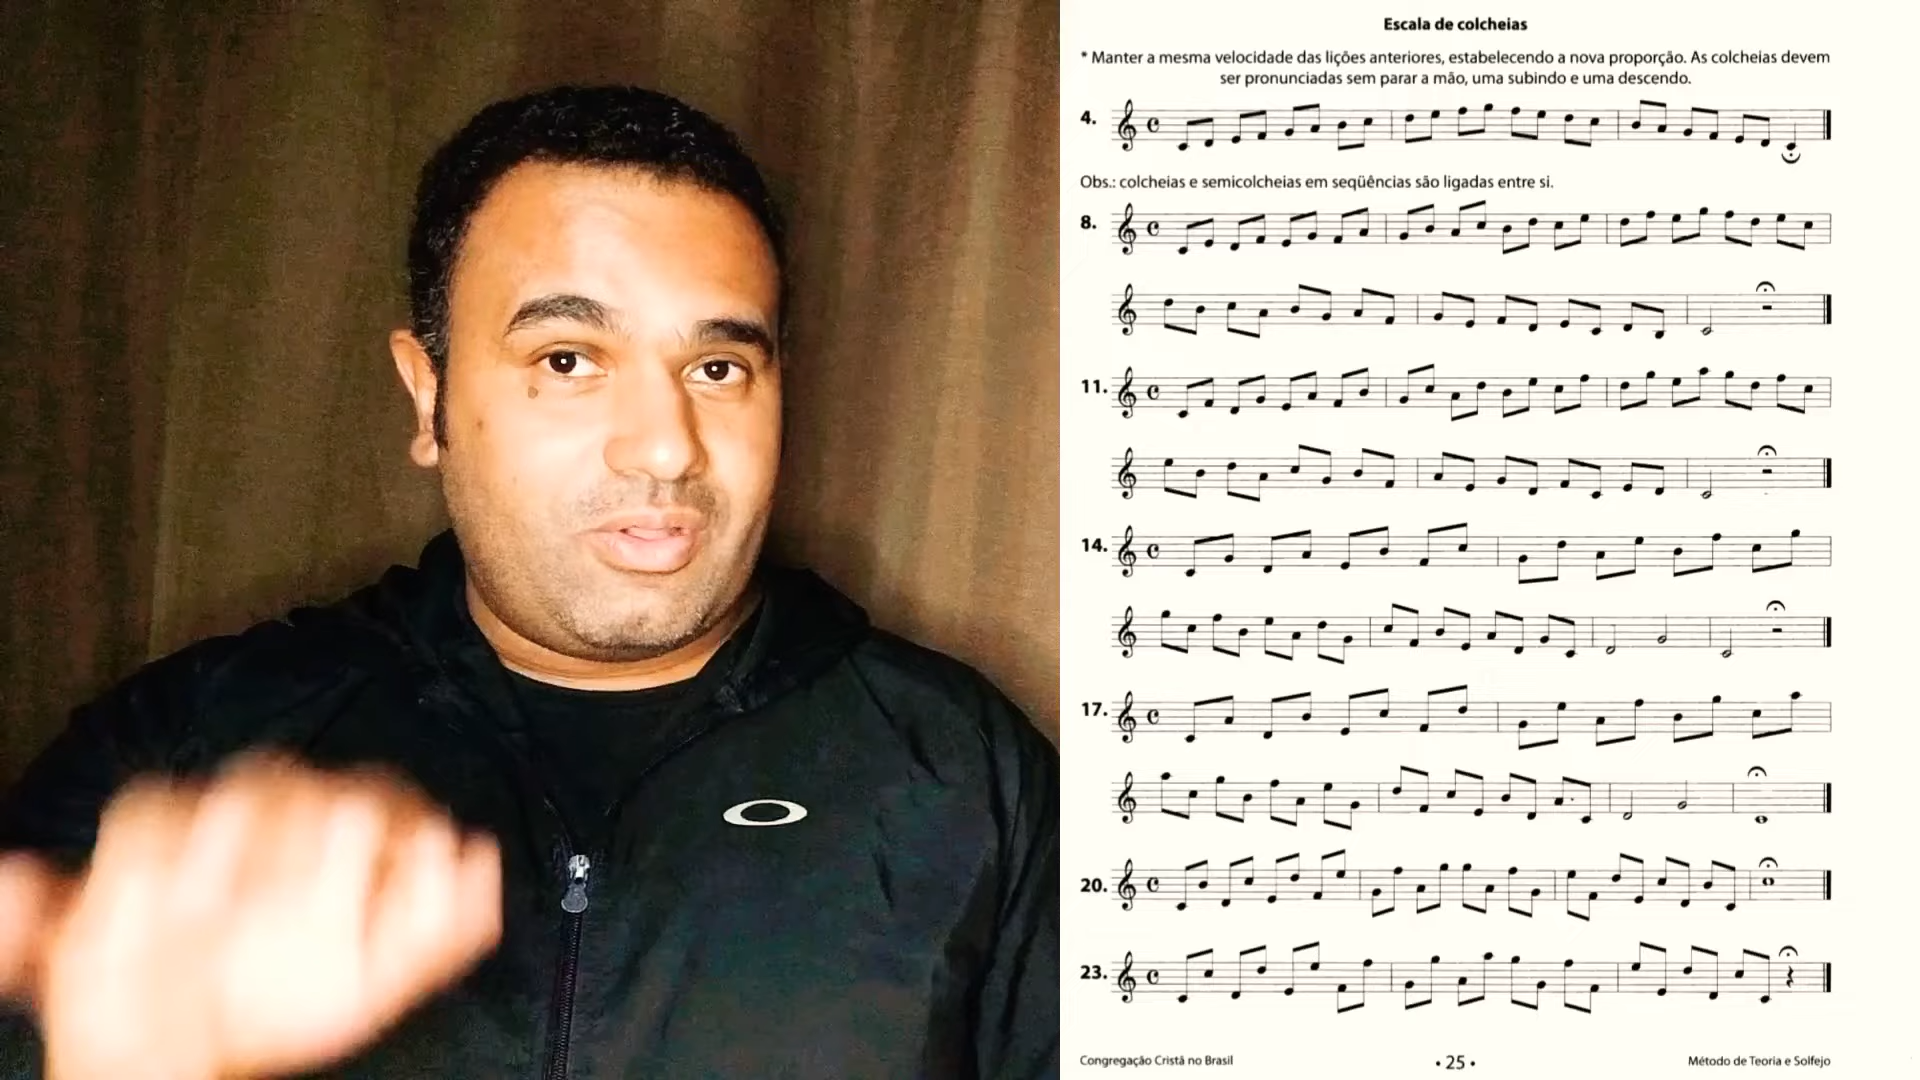 Escala de colcheias
* Manter a mesma velocidade das lições anteriores, estabelecendo a nova proporção. As colcheias devem
ser pronunciadas sem parar a mão, uma subindo e uma descendo.
4.
Obs.: colcheias e semicolcheias em seqüências são ligadas entre si.
8.
11.
14.
17.
20.
23.
Congregação Cristã no Brasil
• 25 •
Método de Teoria e Solfejo